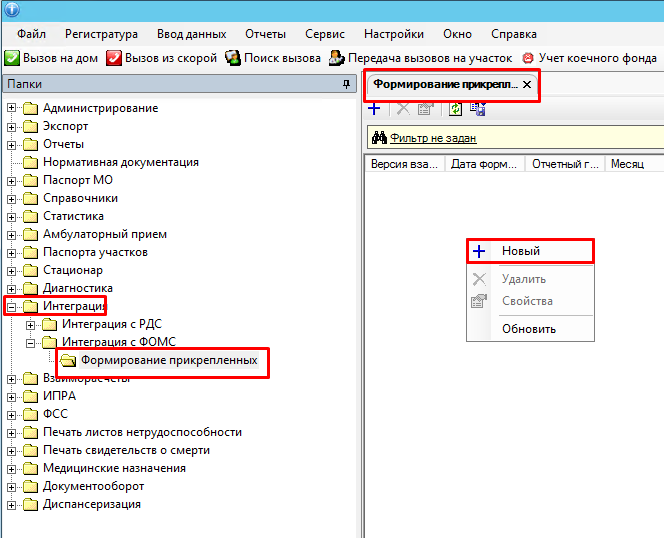 Файл Регистратура Ввод данных Отчеты Сервис Настройки Окно Справка
Вызов на дом Вызов из скорой Поиск вызова Передача вызовов на участок Учет коечного фонда
Папки
Администрирование
Экспорт
Отчеты
Нормативная документация
Паспорт МО
Справочники
Статистика
Амбулаторный прием
Паспорта участков
Стационар
Диагностика
Интеграция
Интеграция с РДС
Интеграция с ФОМС
Формирование прикрепленных
Взаиморасчеты
ИПРА
ФСС
Печать листов нетрудоспособности
Печать свидетельств о смерти
Медицинские назначения
Документооборот
Диспансеризация
Формирование прикрепл...
Фильтр не задан
Версия вза... Дата форм... Отчетный г... Месяц
Новый
Удалить
Свойства
Обновить